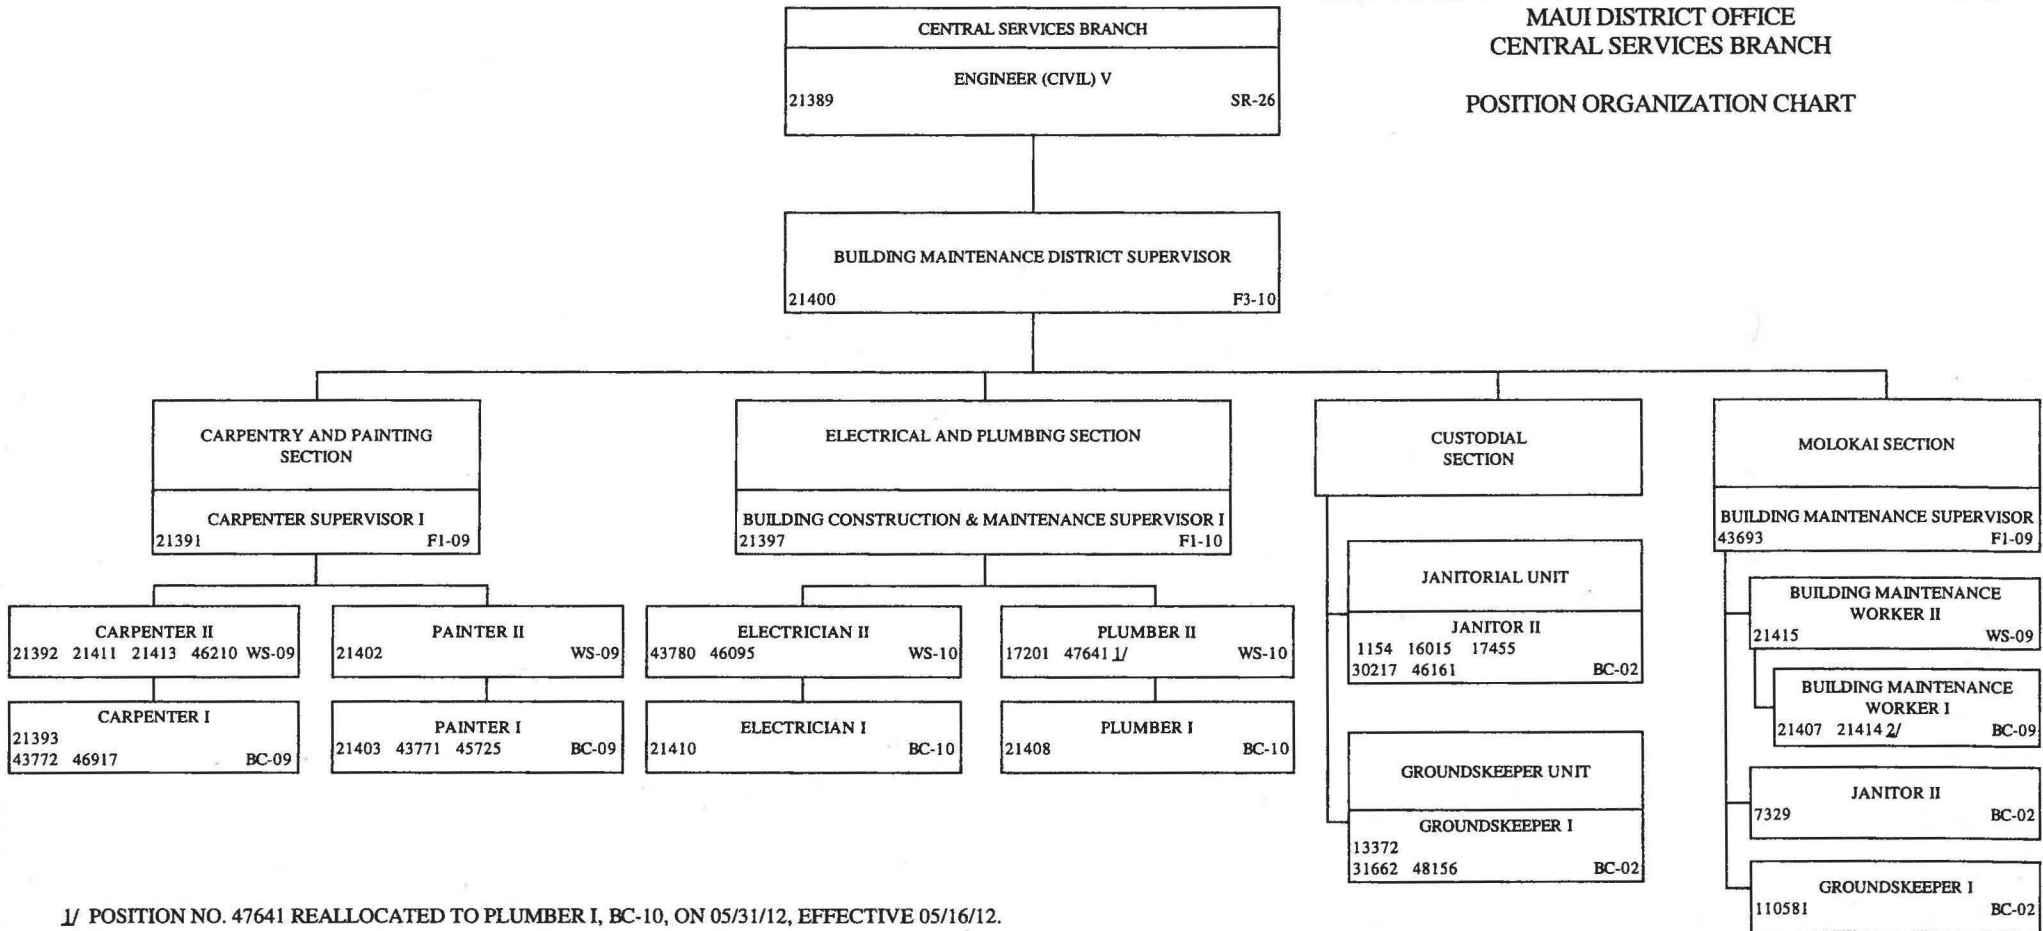 MAUI DISTRICT OFFICE
CENTRAL SERVICES BRANCH
POSITION ORGANIZATION CHART
CENTRAL SERVICES BRANCH
ENGINEER (CIVIL) V
21389 SR-26
BUILDING MAINTENANCE DISTRICT SUPERVISOR
21400 F3-10
CARPENTRY AND PAINTING
SECTION
CARPENTER SUPERVISOR I
21391 F1-09
CARPENTER II
21392 21411 21413 46210 WS-09
CARPENTER I
21393
43772 46917 BC-09
PAINTER II
21402 WS-09
PAINTER I
21403 43771 45725 BC-09
ELECTRICAL AND PLUMBING SECTION
BUILDING CONSTRUCTION & MAINTENANCE SUPERVISOR I
21397 F1-10
ELECTRICIAN II
43780 46095 WS-10
ELECTRICIAN I
21410 BC-10
PLUMBER II
17201 47641 1/ WS-10
PLUMBER I
21408 BC-10
CUSTODIAL
SECTION
JANITORIAL UNIT
JANITOR II
1154 16015 17455
30217 46161 BC-02
GROUNDSKEEPER UNIT
GROUNDSKEEPER I
13372
31662 48156 BC-02
MOLOKAI SECTION
BUILDING MAINTENANCE SUPERVISOR
43693 F1-09
BUILDING MAINTENANCE
WORKER II
21415 WS-09
BUILDING MAINTENANCE
WORKER I
21407 21414 2/ BC-09
JANITOR II
7329 BC-02
GROUNDSKEEPER I
110581 BC-02
1/ POSITION NO. 47641 REALLOCATED TO PLUMBER I, BC-10, ON 05/31/12, EFFECTIVE 05/16/12.